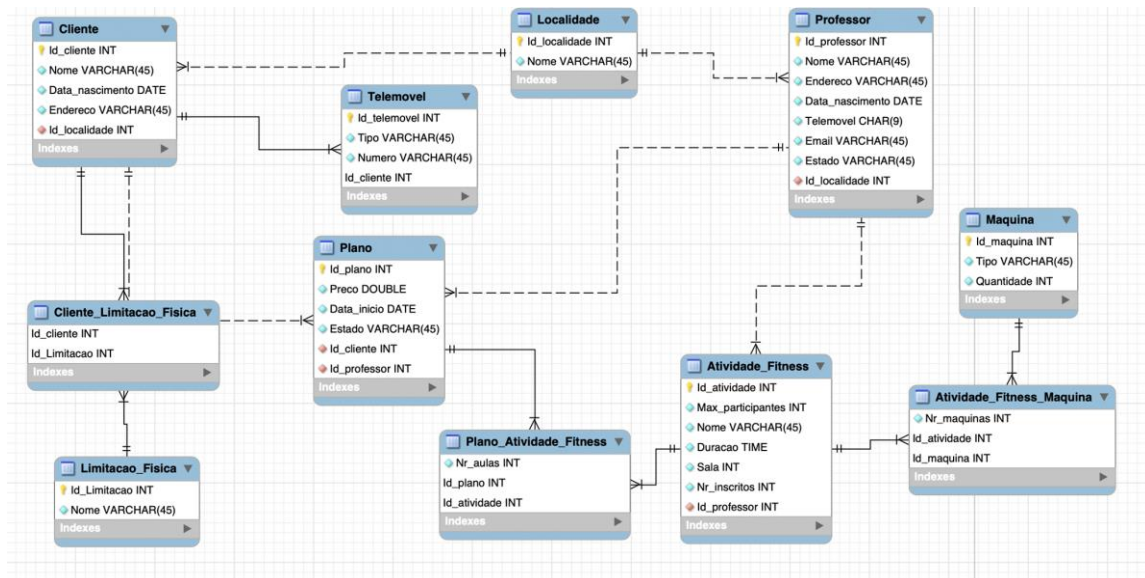 Cliente
Id_cliente INT
Nome VARCHAR(45)
Data_nascimento DATE
Endereco VARCHAR(45)
Id_localidade INT
Indexes
Localidade
Id_localidade INT
Nome VARCHAR(45)
Indexes
Professor
Id_professor INT
Nome VARCHAR(45)
Endereco VARCHAR(45)
Data_nascimento DATE
Telemovel CHAR(9)
Email VARCHAR(45)
Estado VARCHAR(45)
Id_localidade INT
Indexes
Telemovel
Id_telemovel INT
Tipo VARCHAR(45)
Numero VARCHAR(45)
Id_cliente INT
Indexes
Maquina
Id_maquina INT
Tipo VARCHAR(45)
Quantidade INT
Indexes
Plano
Id_plano INT
Preco DOUBLE
Data_inicio DATE
Estado VARCHAR(45)
Id_cliente INT
Id_professor INT
Indexes
Cliente_Limitacao_Fisica
Id_cliente INT
Id_Limitacao INT
Indexes
Atividade_Fitness
Id_atividade INT
Max_participantes INT
Nome VARCHAR(45)
Duracao TIME
Sala INT
Nr_inscritos INT
Id_professor INT
Indexes
Atividade_Fitness_Maquina
Nr_maquinas INT
Id_atividade INT
Id_maquina INT
Indexes
Plano_Atividade_Fitness
Nr_aulas INT
Id_plano INT
Id_atividade INT
Indexes
Limitacao_Fisica
Id_Limitacao INT
Nome VARCHAR(45)
Indexes